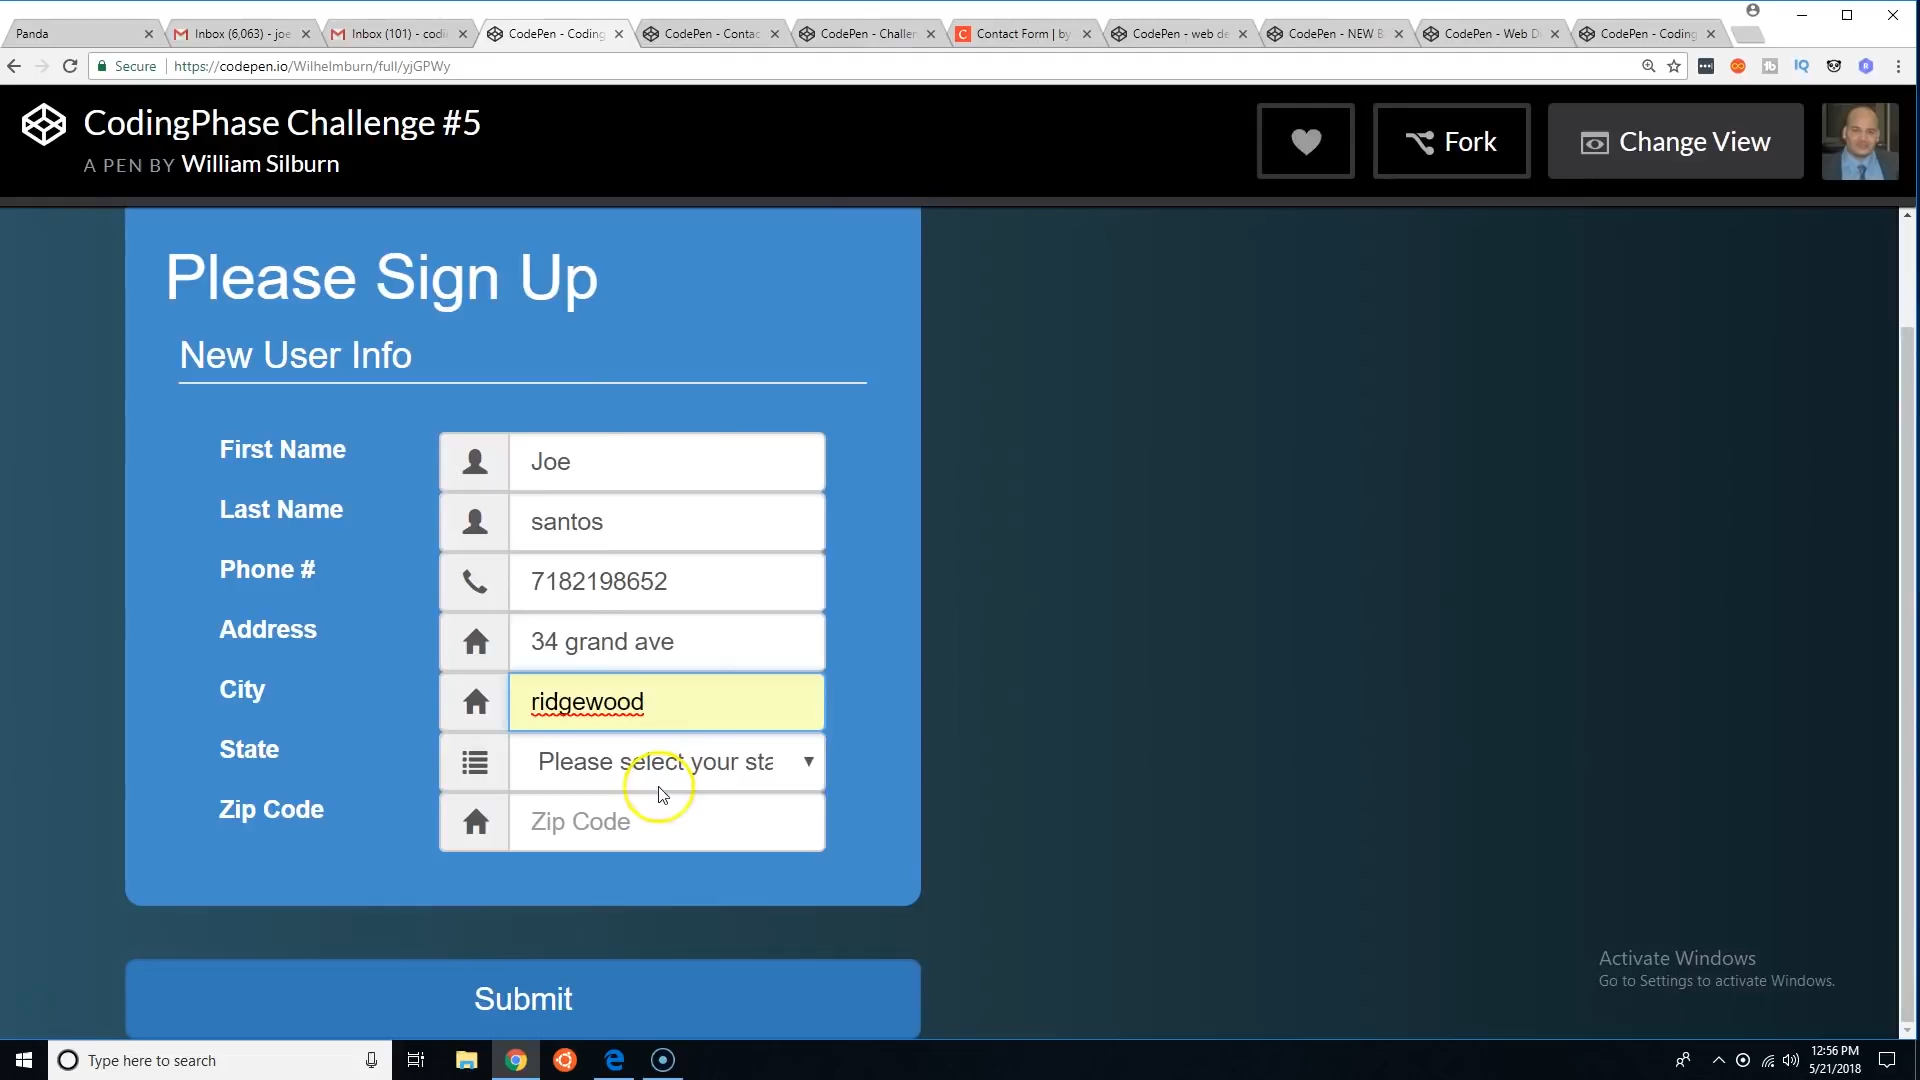 Panda
Inbox (6,063) - joe
Inbox (101) - codi
CodePen - Coding
CodePen - Contac
CodePen - Challen
Contact Form | by
CodePen - web de
CodePen - NEW B
CodePen - Web D
CodePen - Coding
Secure
https://codepen.io/Wilhelmburn/full/yjGPWy
CodingPhase Challenge #5
A PEN BY William Silburn
Fork
Change View
Please Sign Up
New User Info
First Name
Joe
Last Name
santos
Phone #
7182198652
Address
34 grand ave
City
ridgewood
State
Please select your sta
Zip Code
Zip Code
Submit
Activate Windows
Go to Settings to activate Windows.
Type here to search
12:56 PM
5/21/2018